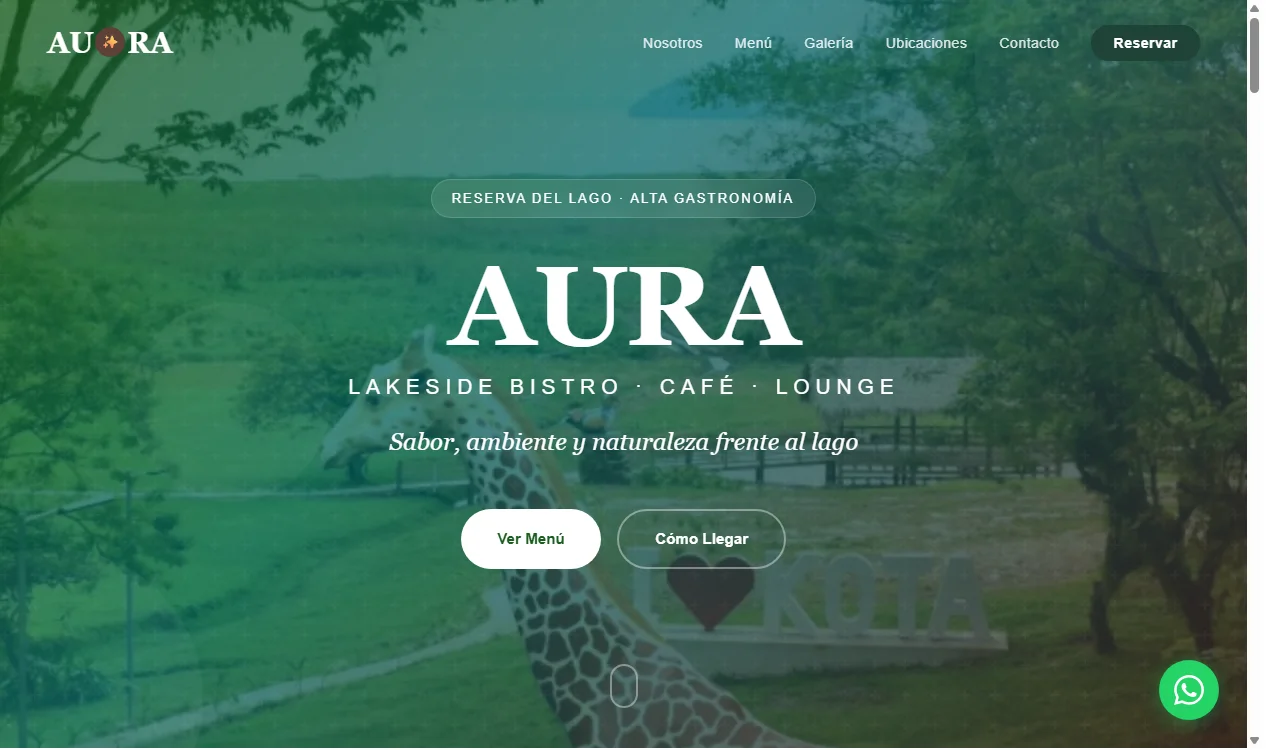 AU✨RA
Nosotros Menú Galería Ubicaciones Contacto Reservar
RESERVA DEL LAGO · ALTA GASTRONOMÍA
AURA
LAKESIDE BISTRO · CAFÉ · LOUNGE
Sabor, ambiente y naturaleza frente al lago
Ver Menú Cómo Llegar
I ♥ KOTA